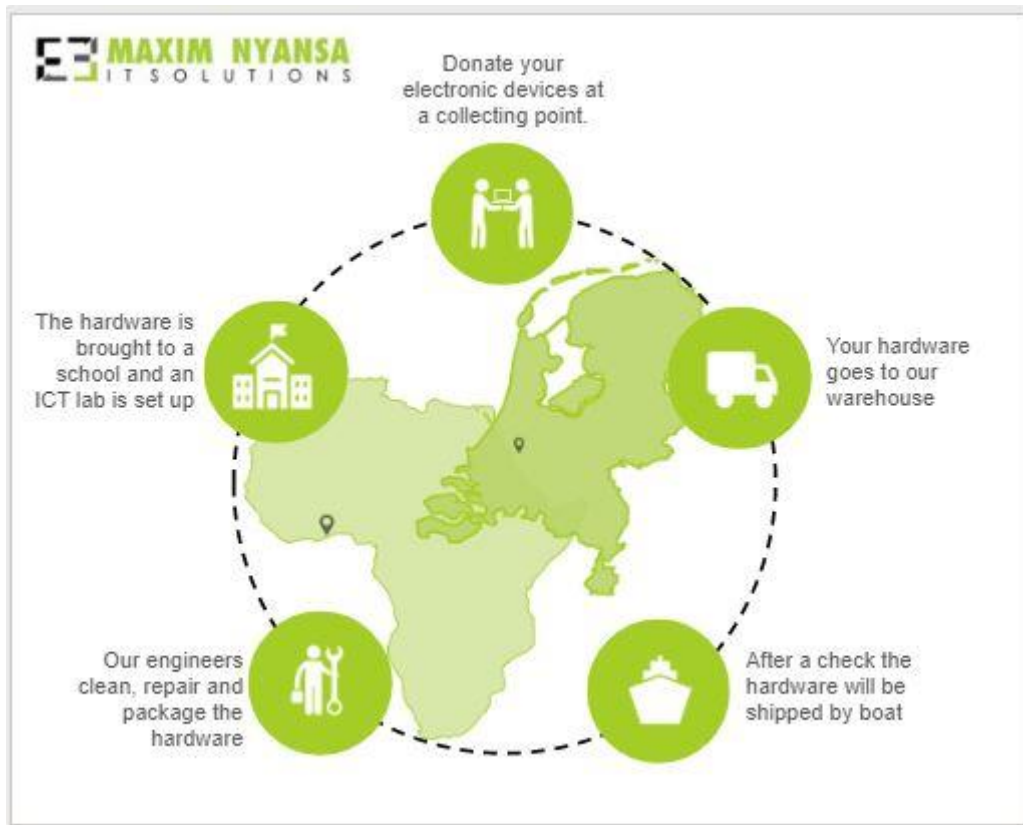 MAXIM NYANSA
IT SOLUTIONS
Donate your
electronic devices at
a collecting point.
Your hardware
goes to our
warehouse
After a check the
hardware will be
shipped by boat
Our engineers
clean, repair and
package the
hardware
The hardware is
brought to a
school and an
ICT lab is set up